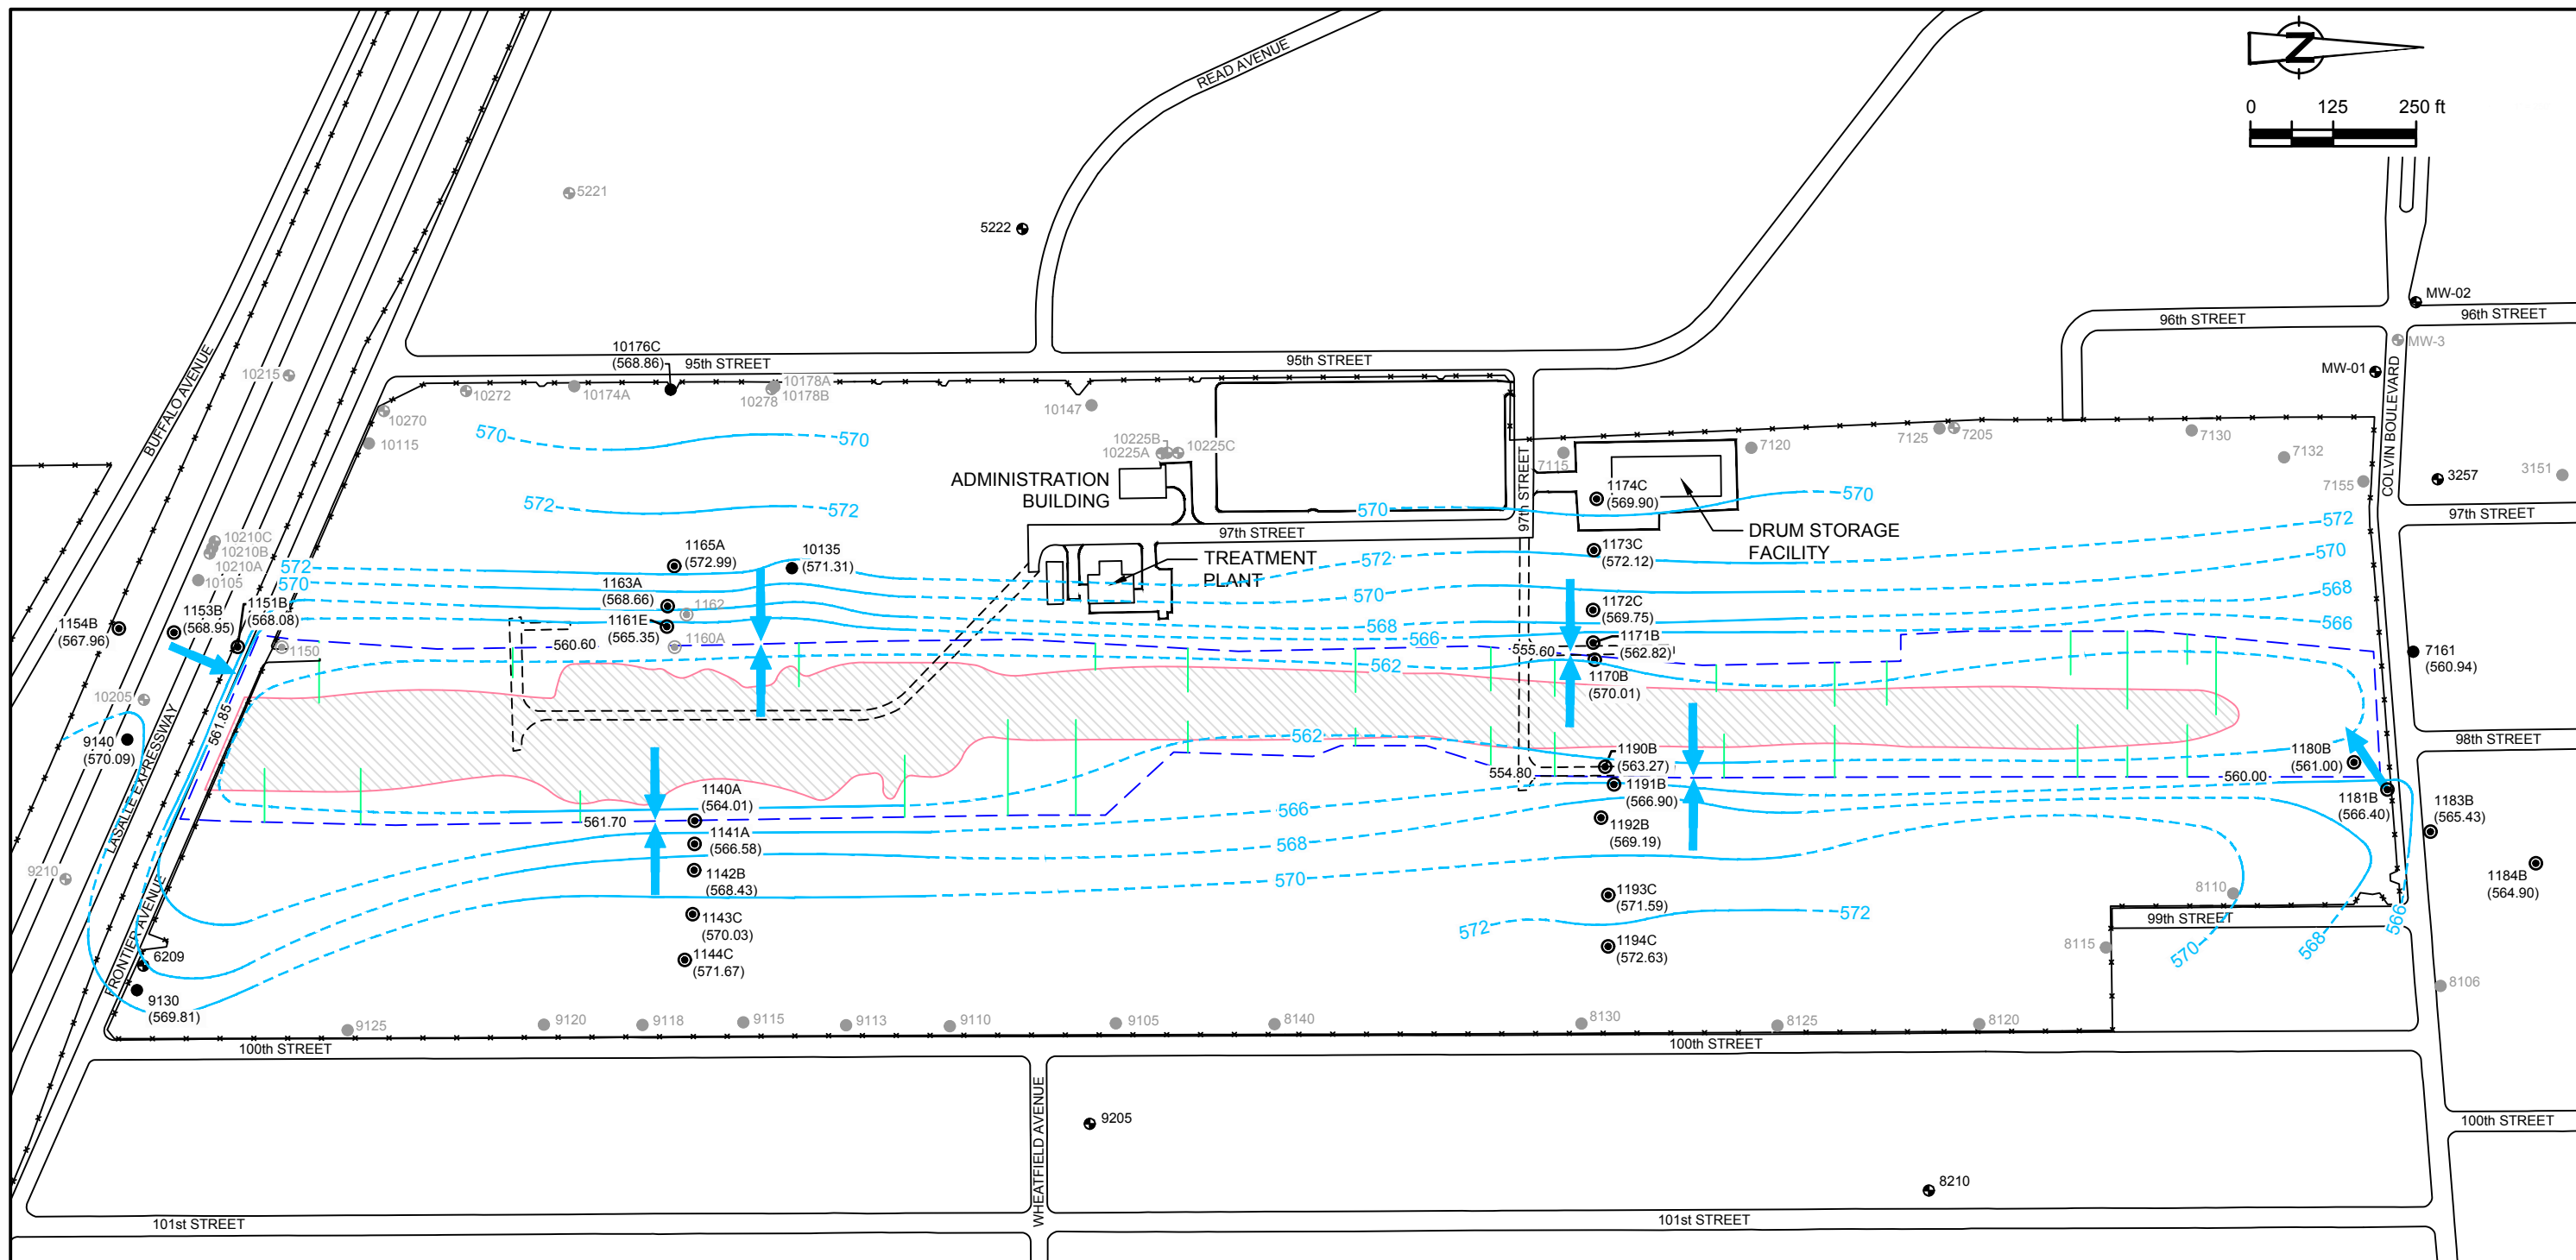 READ AVENUE
0 125 250 ft
Z
5221
5222
MW-02
96th STREET
96th STREET
MW-3
10176C
(568.86)
95th STREET
95th STREET
MW-01
COLVIN BOULEVARD
BUFFALO AVENUE
10215
10272
10174A
10278
10178A
10178B
10147
10270
10115
570
570
10225B
10225A
10225C
7115
7120
7125
7205
7130
7132
7155
3257
3151
ADMINISTRATION
BUILDING
1174C
(569.90)
570
570
572
572
97th STREET
97th STREET
97th STREET
DRUM STORAGE
FACILITY
572
10210C
10210B
10210A
10105
1165A
(572.99)
10135
(571.31)
TREATMENT
PLANT
572
1173C
(572.12)
570
572
570
1163A
(568.66)
1162
570
568
1154B
(567.96)
1153B
(568.95)
1151B
(568.08)
1161E
(565.35)
568
1172C
(569.75)
566
566
1150
560.60
1160A
562
555.60
1171B
(562.82)
1170B
(570.01)
7161
(560.94)
10205
561.85
LASALLE EXPRESSWAY
9140
(570.09)
562
1190B
(563.27)
554.80
1191B
(566.90)
1180B
(561.00)
560.00
98th STREET
1140A
(564.01)
561.70
566
1192B
(569.19)
1181B
(566.40)
1183B
(565.43)
1141A
(566.58)
568
1142B
(568.43)
570
9210
1184B
(564.90)
1193C
(571.59)
8110
1143C
(570.03)
572
572
99th STREET
566
568
570
FRONTIER AVENUE
6209
1144C
(571.67)
1194C
(572.63)
8115
9130
(569.81)
8106
9125
9120
9118
9115
9113
9110
9105
8140
8130
8125
8120
100th STREET
100th STREET
100th STREET
WHEATFIELD AVENUE
9205
8210
101st STREET
101st STREET